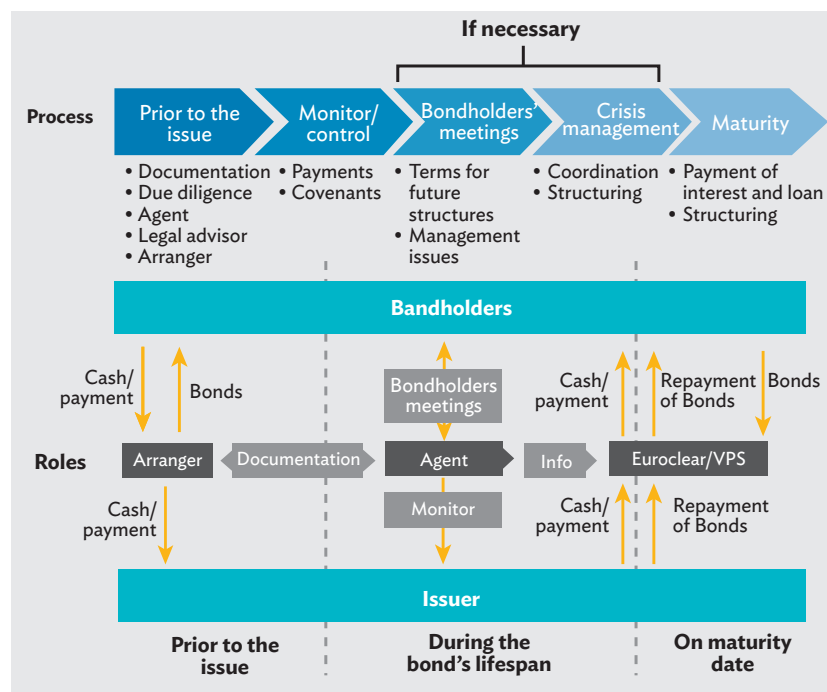 If necessary
Process
Prior to the
issue
Monitor/
control
Bondholders'
meetings
Crisis
management
Maturity
• Documentation
• Due diligence
• Agent
• Legal advisor
• Arranger
• Payments
• Covenants
• Terms for
future
structures
• Management
issues
• Coordination
• Structuring
• Payment of
interest and loan
• Structuring
Bandholders
Cash/
payment
Bonds
Bondholders
meetings
Cash/
payment
Repayment
of Bonds
Bonds
Roles
Arranger
Documentation
Agent
Info
Euroclear/VPS
Cash/
payment
Monitor
Cash/
payment
Repayment
of Bonds
Issuer
Prior to the
issue
During the
bond's lifespan
On maturity
date